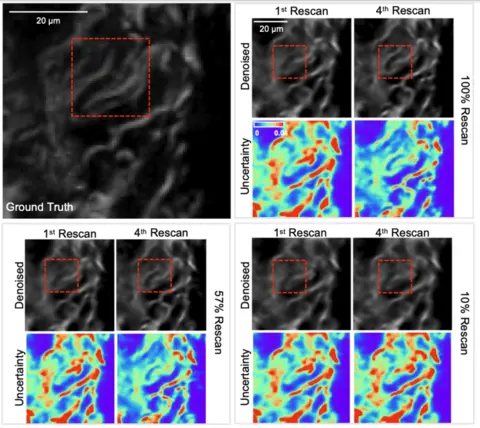 20 μm
Ground Truth
20 μm
1st Rescan
4th Rescan
Denoised
0
0.04
Uncertainty
100% Rescan
1st Rescan
4th Rescan
Denoised
Uncertainty
57% Rescan
1st Rescan
4th Rescan
Denoised
Uncertainty
10% Rescan